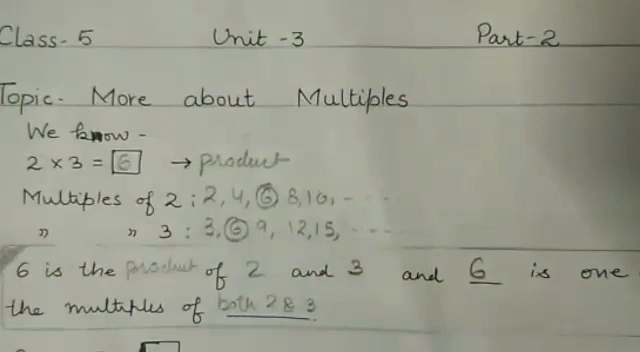 Class-5 Unit -3 Part-2
Topic- More about Multiples
We know -
2 x 3 = 6 → product
Multiples of 2 : 2, 4, 6 8, 10, - - - -
" " 3 : 3, 6 9, 12, 15, - - - -
6 is the product of 2 and 3 and 6 is one
the multiples of both 2 & 3.